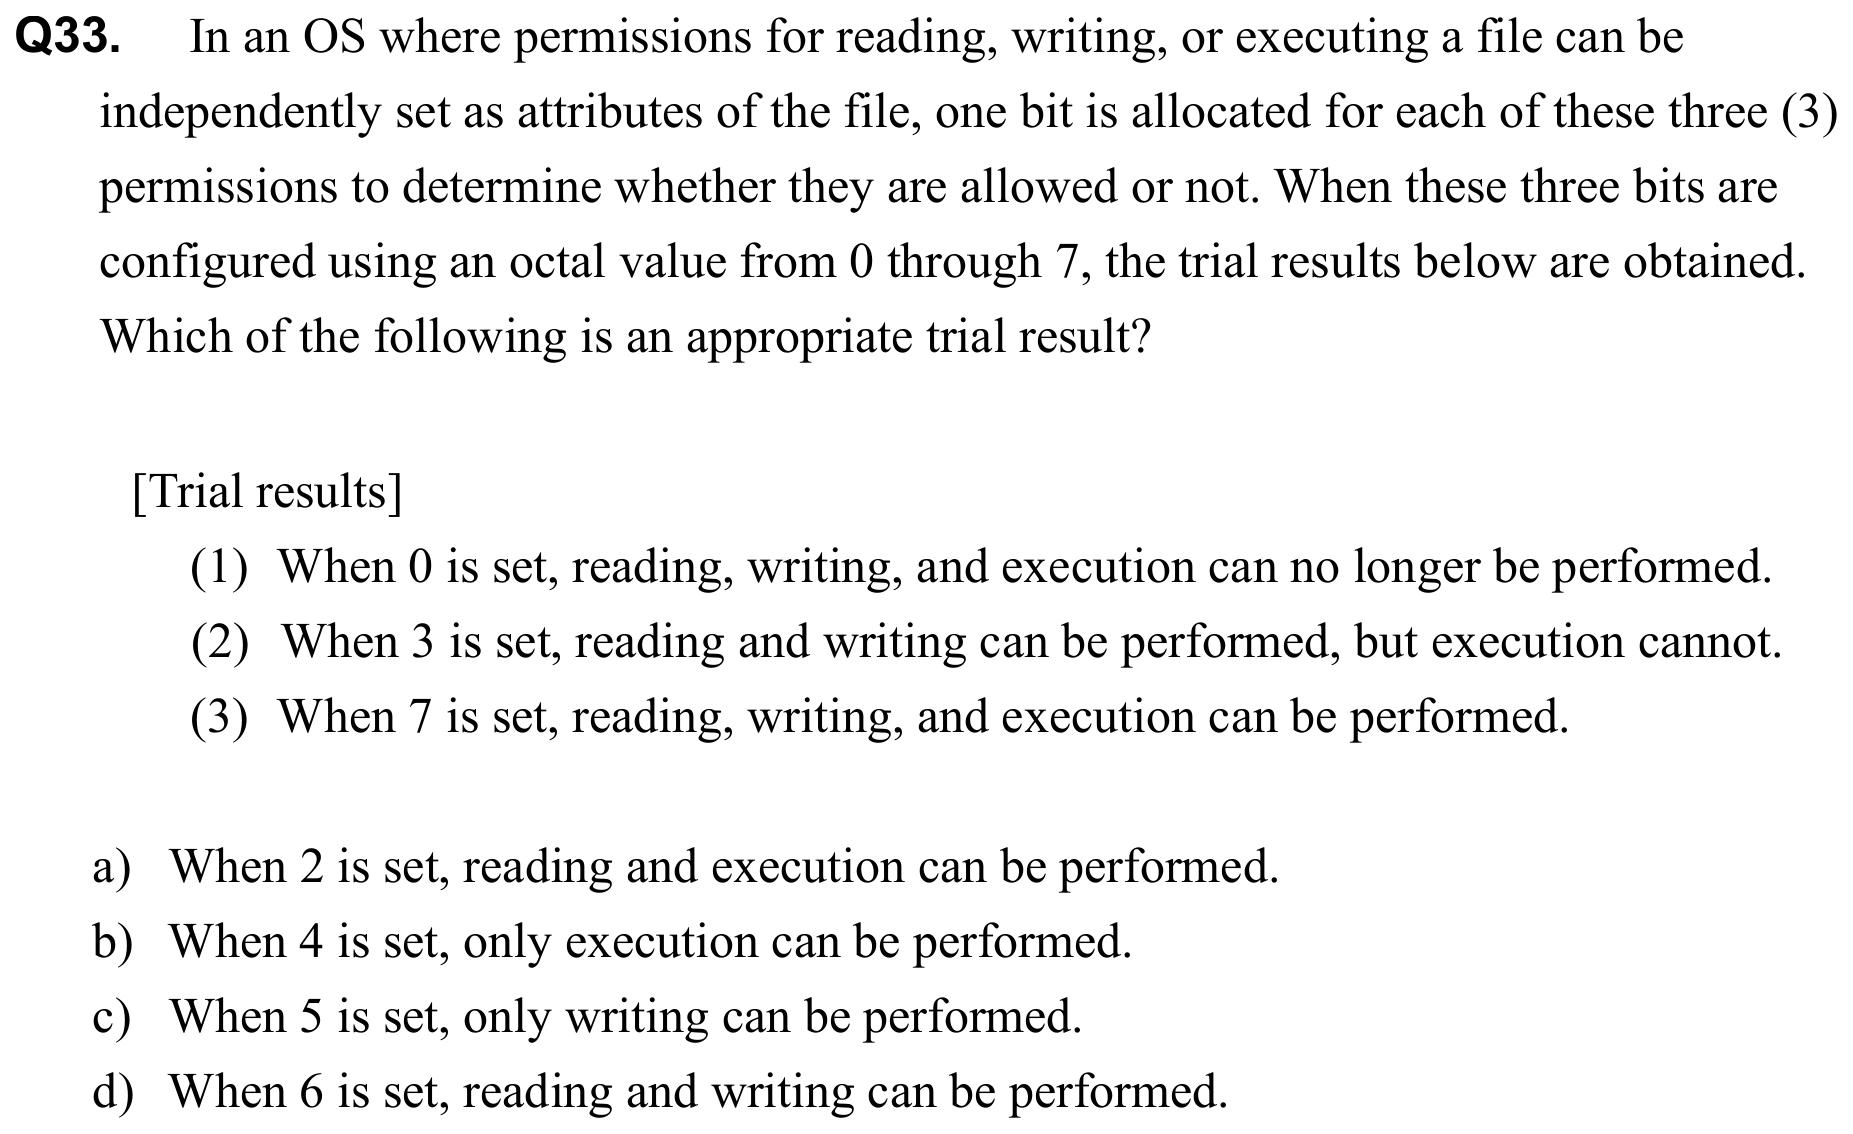 Q33. In an OS where permissions for reading, writing, or executing a file can be
independently set as attributes of the file, one bit is allocated for each of these three (3)
permissions to determine whether they are allowed or not. When these three bits are
configured using an octal value from 0 through 7, the trial results below are obtained.
Which of the following is an appropriate trial result?
[Trial results]
(1) When 0 is set, reading, writing, and execution can no longer be performed.
(2) When 3 is set, reading and writing can be performed, but execution cannot.
(3) When 7 is set, reading, writing, and execution can be performed.
a) When 2 is set, reading and execution can be performed.
b) When 4 is set, only execution can be performed.
c) When 5 is set, only writing can be performed.
d) When 6 is set, reading and writing can be performed.